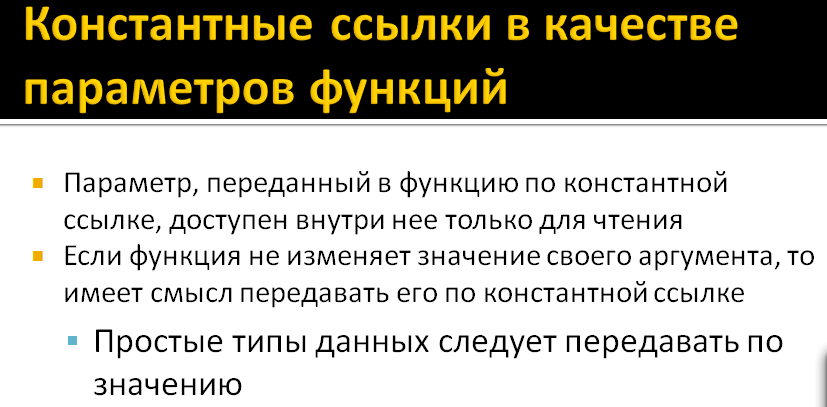 Константные ссылки в качестве
параметров функций
Параметр, переданный в функцию по константной
ссылке, доступен внутри нее только для чтения
Если функция не изменяет значение своего аргумента, то
имеет смысл передавать его по константной ссылке
Простые типы данных следует передавать по
значению